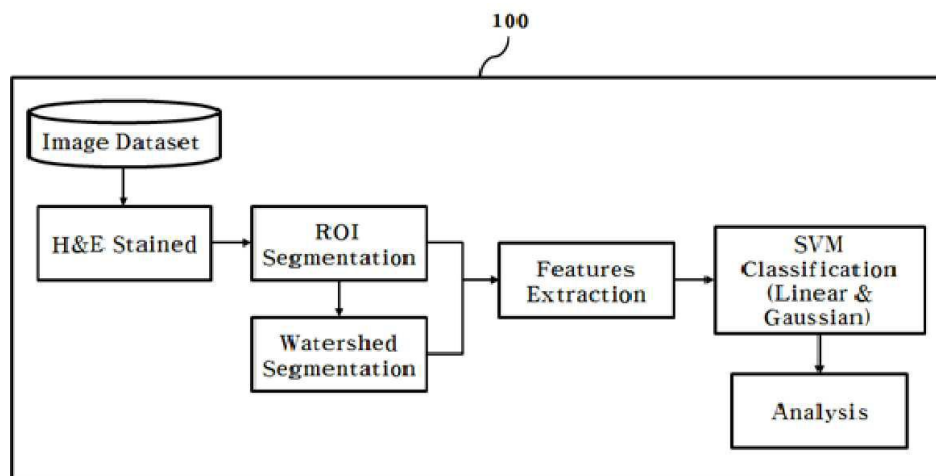 100
Image Dataset
H&E Stained
ROI
Segmentation
Watershed
Segmentation
Features
Extraction
SVM
Classification
(Linear &
Gaussian)
Analysis